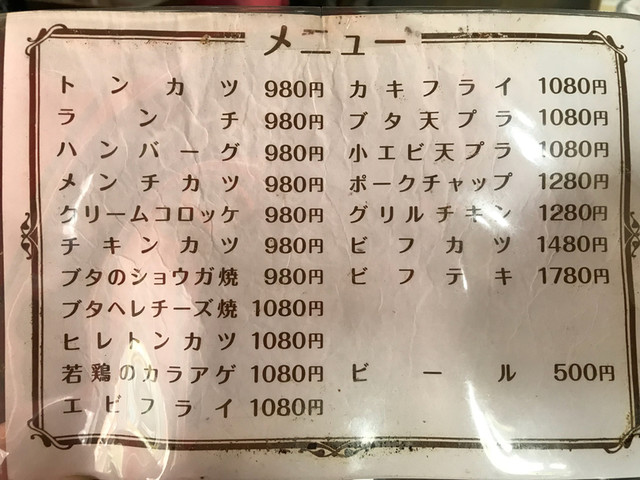 メニュー
トンカツ 980円
ランチ 980円
ハンバーグ 980円
メンチカツ 980円
クリームコロッケ 980円
チキンカツ 980円
ブタのショウガ焼 980円
ブタヘレチーズ焼 1080円
ヒレトンカツ 1080円
若鶏のカラアゲ 1080円
エビフライ 1080円
カキフライ 1080円
ブタ天プラ 1080円
小エビ天プラ 1080円
ポークチャップ 1280円
グリルチキン 1280円
ビフカツ 1480円
ビフテキ 1780円
ビール 500円